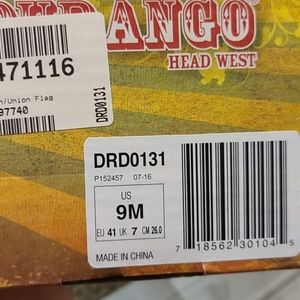 DURANGO®
HEAD WEST
471116
/Union Flag
97740
DRD0131
DRD0131
P152457 07-16
US
9M
EU 41 UK 7 CM 26.0
MADE IN CHINA
7 18562 30104 5